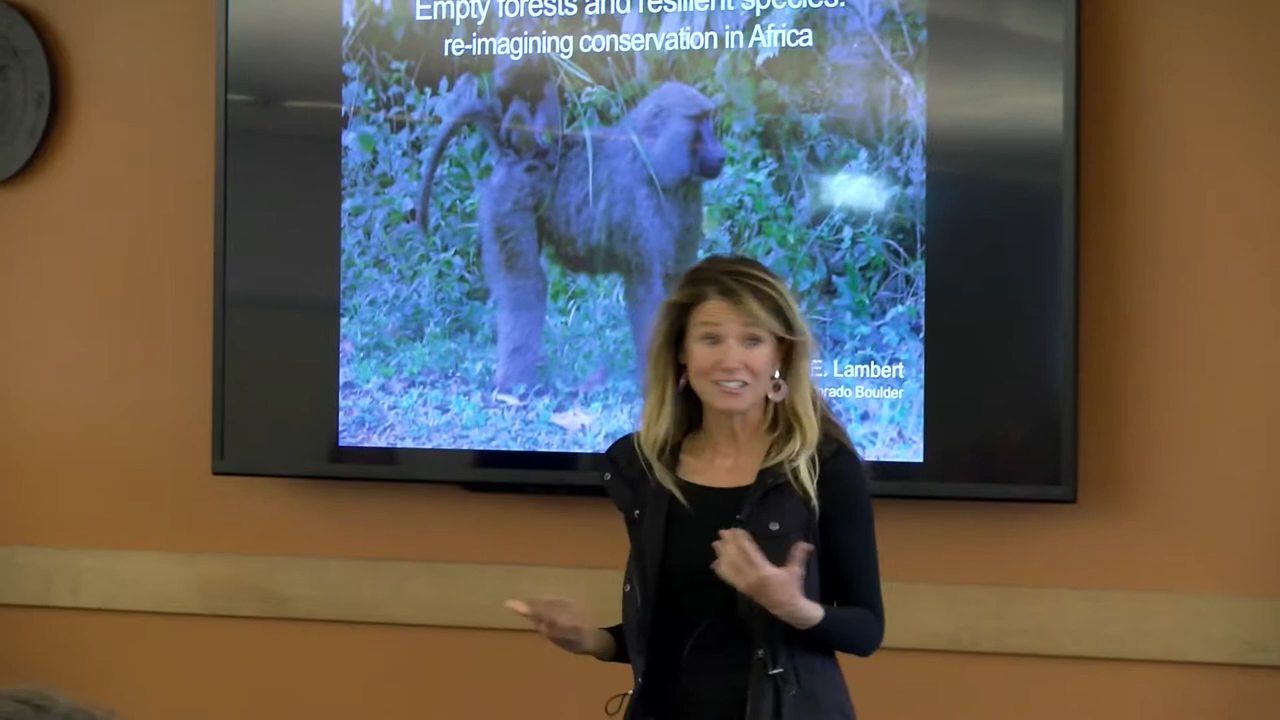 Empty forests and resilient species:
re-imagining conservation in Africa
E. Lambert
Boulder